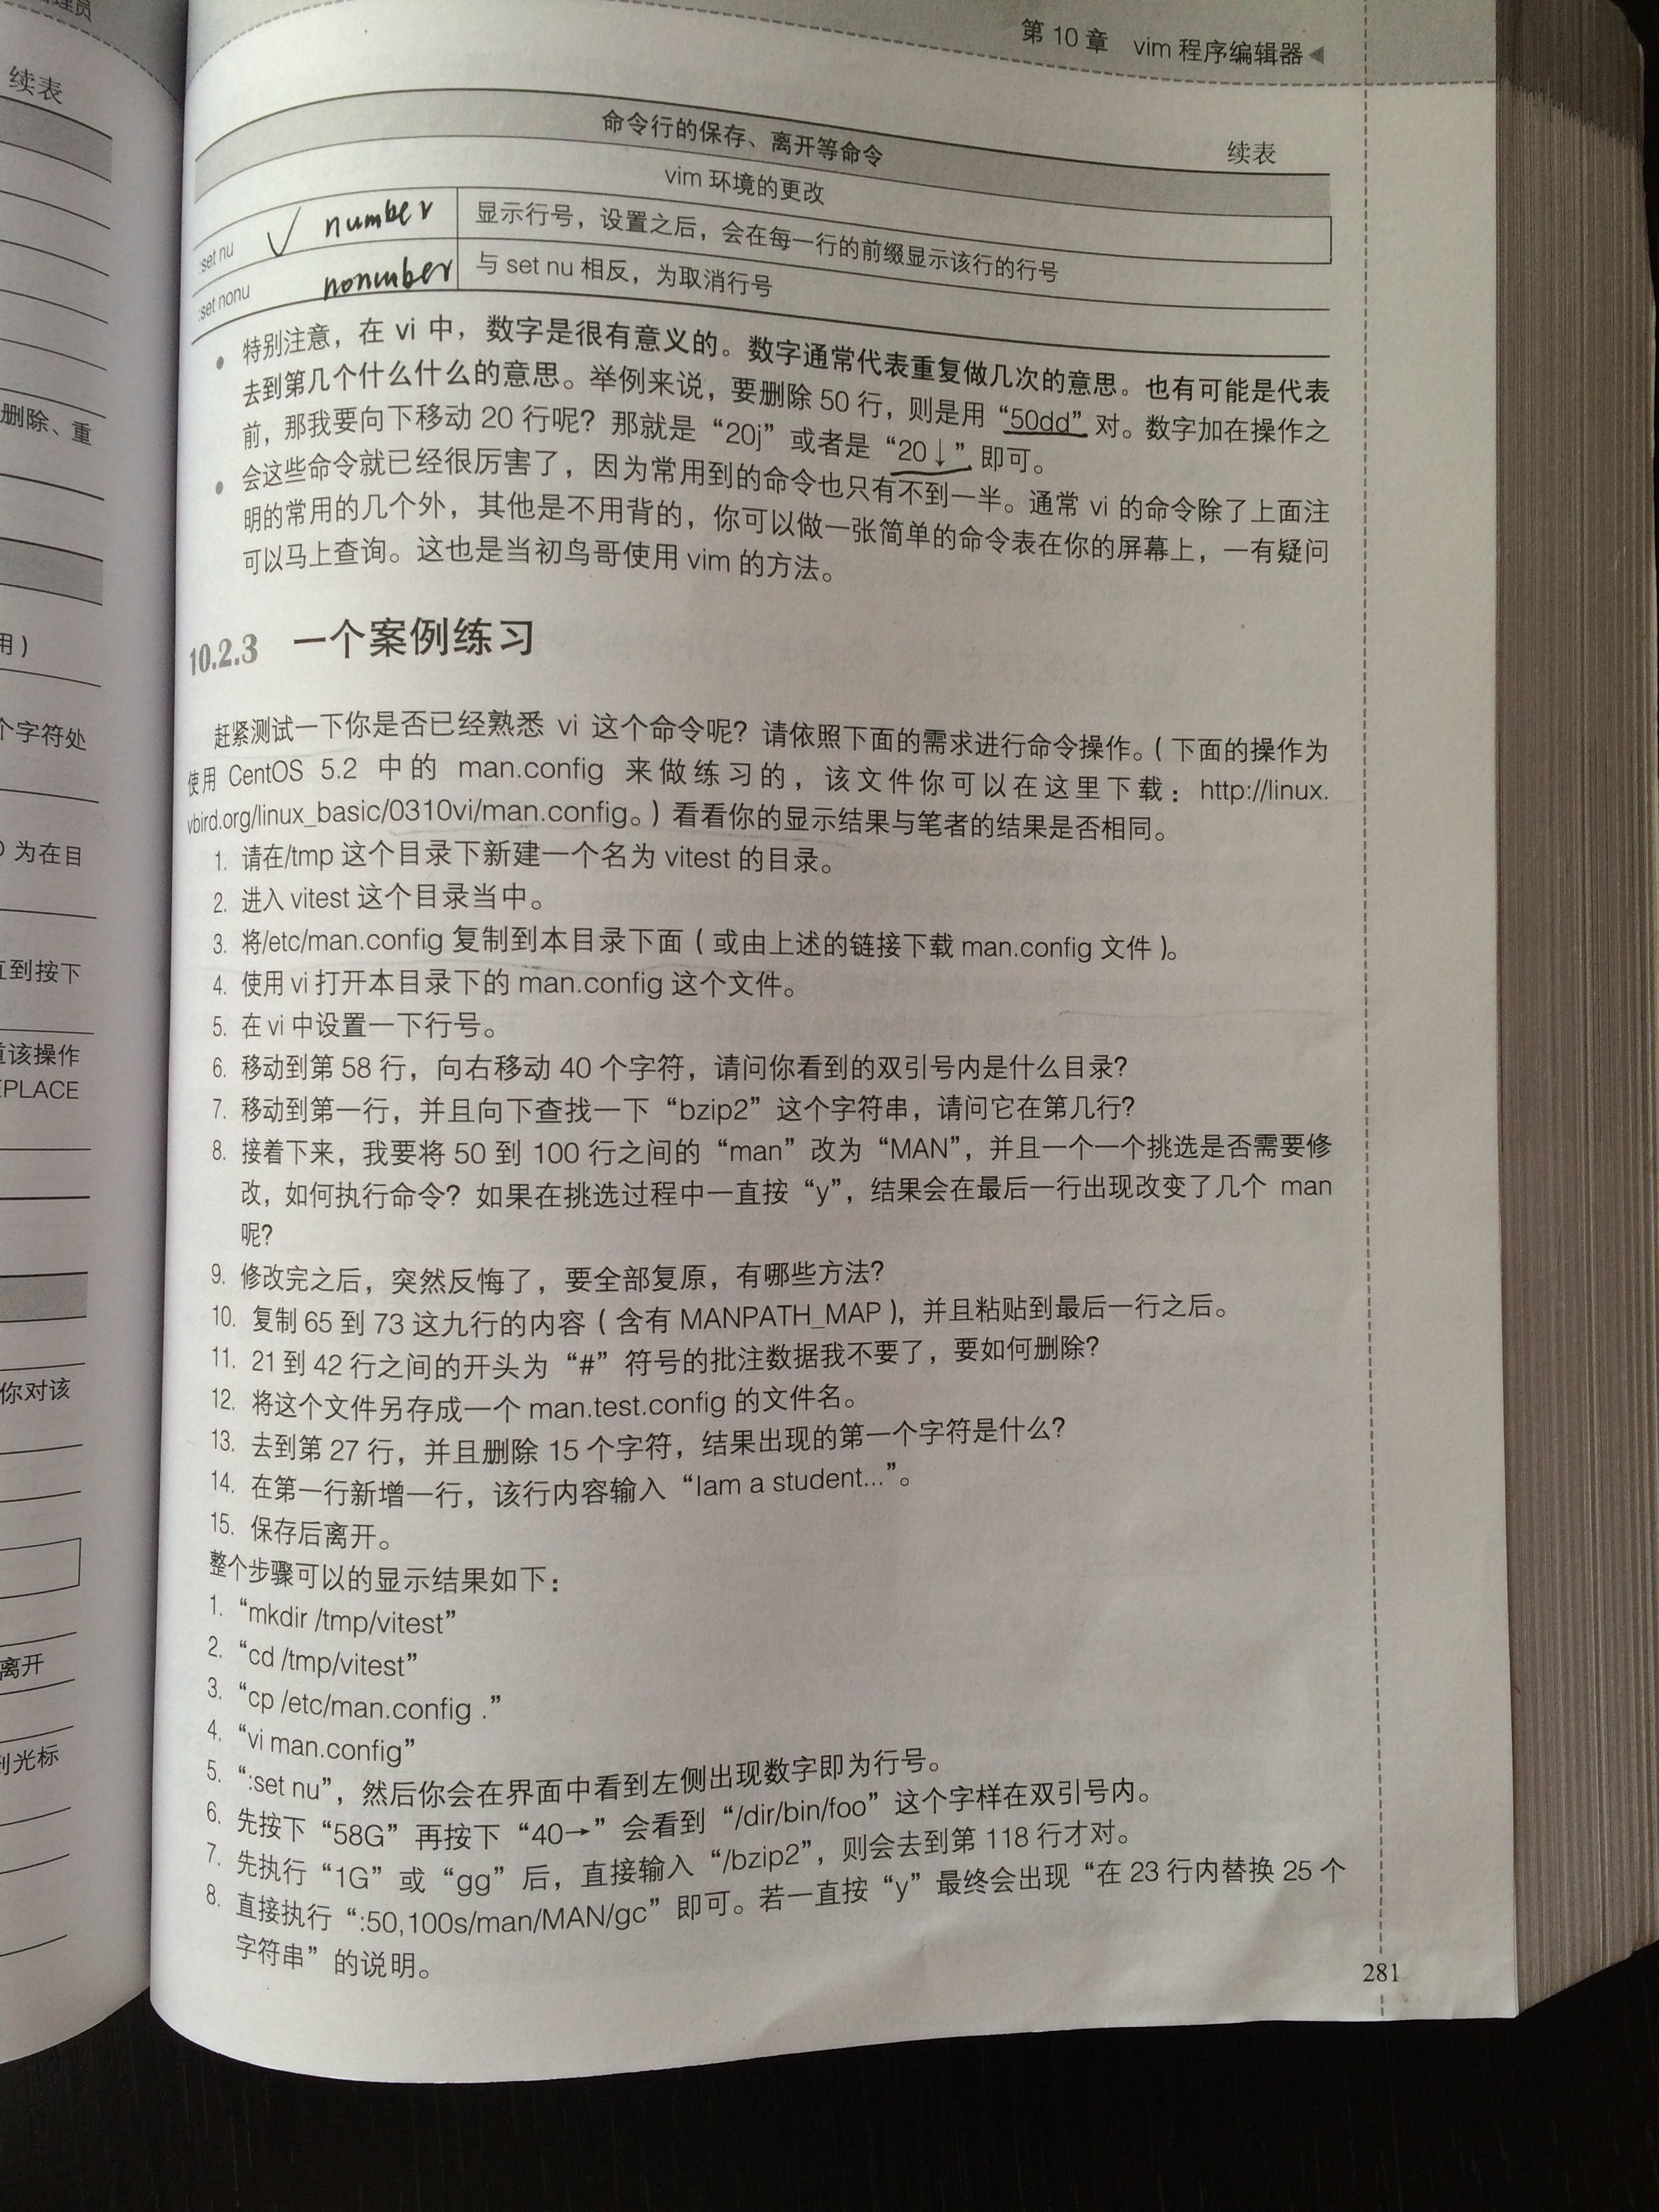 第 10 章 vim 程序编辑器
续表
命令行的保存、离开等命令
vim 环境的更改
:set nu number 显示行号，设置之后，会在每一行的前缀显示该行的行号
:set nonu nonumber 与 set nu 相反，为取消行号
特别注意，在 vi 中，数字是很有意义的。数字通常代表重复做几次的意思。也有可能是代表
去到第几个什么什么的意思。举例来说，要删除 50 行，则是用“50dd”对。数字加在操作之
前，那我要向下移动 20 行呢？那就是“20j”或者是“20↓”即可。
会这些命令就已经很厉害了，因为常用到的命令也只有不到一半。通常 vi 的命令除了上面注
明的常用的几个外，其他是不用背的，你可以做一张简单的命令表在你的屏幕上，一有疑问
可以马上查询。这也是当初鸟哥使用 vim 的方法。
10.2.3 一个案例练习
赶紧测试一下你是否已经熟悉 vi 这个命令呢？请依照下面的需求进行命令操作。（下面的操作为
使用 CentOS 5.2 中的 man.config 来做练习的，该文件你可以在这里下载：http://linux.
vbird.org/linux_basic/0310vi/man.config。）看看你的显示结果与笔者的结果是否相同。
1. 请在/tmp 这个目录下新建一个名为 vitest 的目录。
2. 进入 vitest 这个目录当中。
3. 将/etc/man.config 复制到本目录下面（或由上述的链接下载 man.config 文件）。
4. 使用 vi 打开本目录下的 man.config 这个文件。
5. 在 vi 中设置一下行号。
6. 移动到第 58 行，向右移动 40 个字符，请问你看到的双引号内是什么目录？
7. 移动到第一行，并且向下查找一下“bzip2”这个字符串，请问它在第几行？
8. 接着下来，我要将 50 到 100 行之间的“man”改为“MAN”，并且一个一个挑选是否需要修
改，如何执行命令？如果在挑选过程中一直按“y”，结果会在最后一行出现改变了几个 man
呢？
9. 修改完之后，突然反悔了，要全部复原，有哪些方法？
10. 复制 65 到 73 这九行的内容（含有 MANPATH_MAP），并且粘贴到最后一行之后。
11. 21 到 42 行之间的开头为“#”符号的批注数据我不要了，要如何删除？
12. 将这个文件另存成一个 man.test.config 的文件名。
13. 去到第 27 行，并且删除 15 个字符，结果出现的第一个字符是什么？
14. 在第一行新增一行，该行内容输入“Iam a student...”。
15. 保存后离开。
整个步骤可以的显示结果如下：
1. “mkdir /tmp/vitest”
2. “cd /tmp/vitest”
3. “cp /etc/man.config .”
4. “vi man.config”
5. “:set nu”，然后你会在界面中看到左侧出现数字即为行号。
6. 先按下“58G”再按下“40→”会看到“/dir/bin/foo”这个字样在双引号内。
7. 先执行“1G”或“gg”后，直接输入“/bzip2”，则会去到第 118 行才对。
8. 直接执行“:50,100s/man/MAN/gc”即可。若一直按“y”最终会出现“在 23 行内替换 25 个
字符串”的说明。
281
续表
删除、重
用）
个字符处
为在目
直到按下
该操作
EPLACE
你对该
离开
到光标